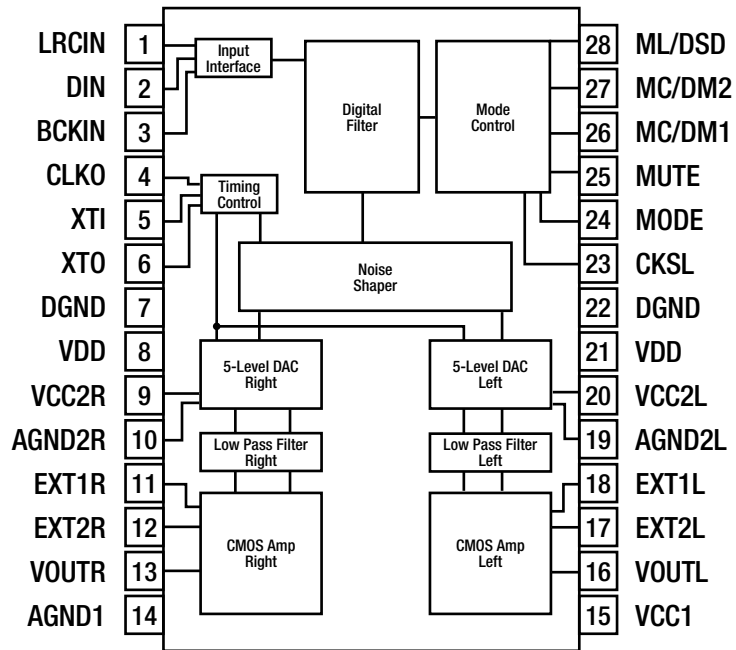 LRCIN 1
DIN 2
BCKIN 3
CLKO 4
XTI 5
XTO 6
DGND 7
VDD 8
VCC2R 9
AGND2R 10
EXT1R 11
EXT2R 12
VOUTR 13
AGND1 14
Input
Interface
Digital
Filter
Mode
Control
Timing
Control
Noise
Shaper
5-Level DAC
Right
5-Level DAC
Left
Low Pass Filter
Right
Low Pass Filter
Left
CMOS Amp
Right
CMOS Amp
Left
28 ML/DSD
27 MC/DM2
26 MC/DM1
25 MUTE
24 MODE
23 CKSL
22 DGND
21 VDD
20 VCC2L
19 AGND2L
18 EXT1L
17 EXT2L
16 VOUTL
15 VCC1